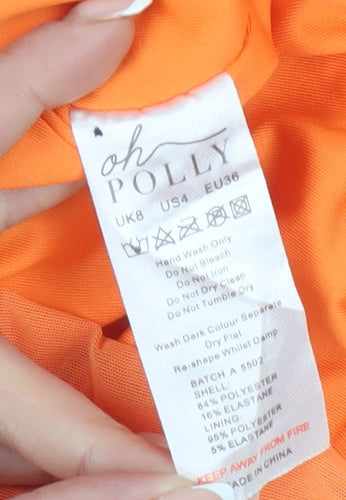 oh
POLLY
UK8 US4 EU36
Hand Wash Only
Do Not Bleach
Do Not Iron
Do Not Dry Clean
Do Not Tumble Dry
Wash Dark Colour Separate
Dry Flat
Re-shape Whilst Damp
BATCH A 5502
SHELL:
84% POLYESTER
16% ELASTANE
LINING:
95% POLYESTER
5% ELASTANE
KEEP AWAY FROM FIRE
MADE IN CHINA